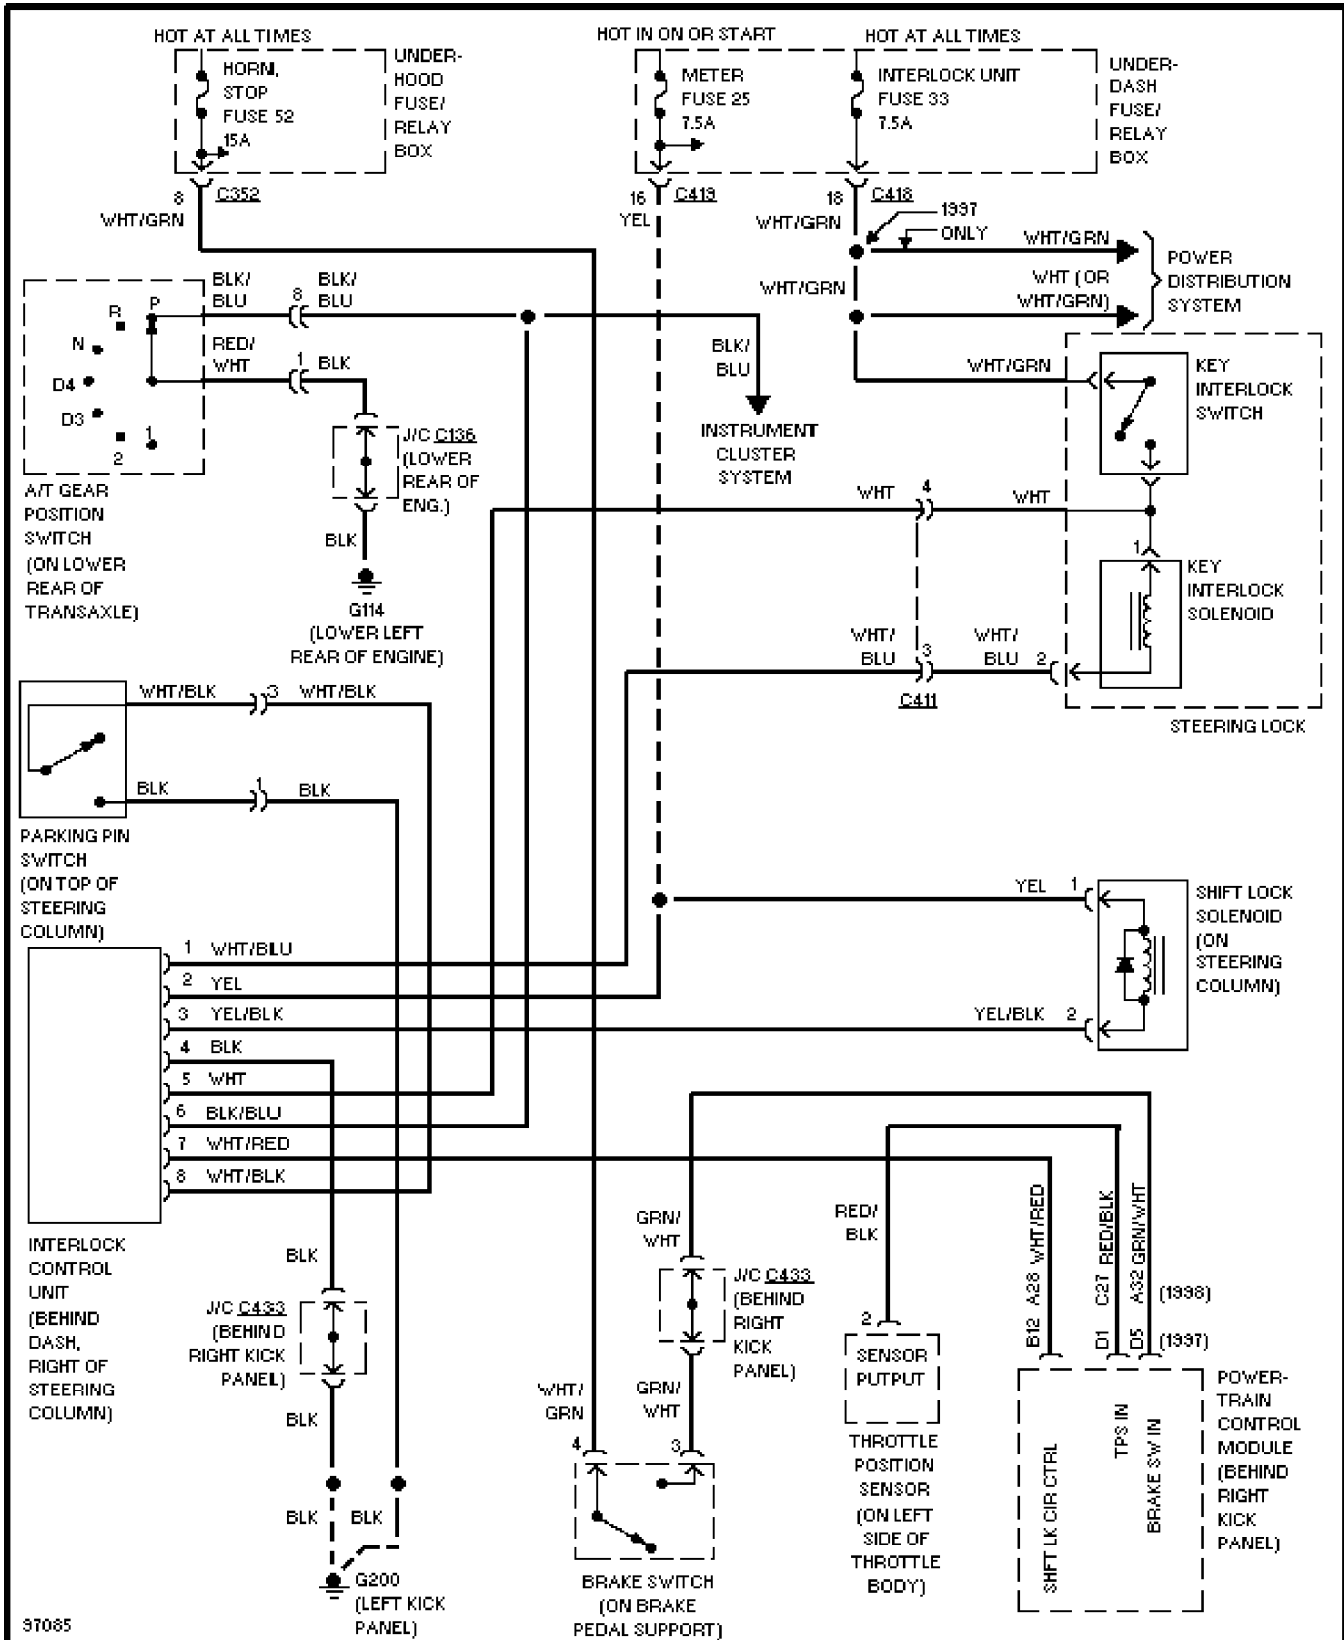 HOT AT ALL TIMES
HORN,
STOP
FUSE 52
15A
UNDER-
HOOD
FUSE/
RELAY
BOX
8
C352
WHT/GRN
HOT IN ON OR START
HOT AT ALL TIMES
METER
FUSE 25
7.5A
INTERLOCK UNIT
FUSE 33
7.5A
UNDER-
DASH
FUSE/
RELAY
BOX
16
C419
YEL
18
C418
WHT/GRN
1997
ONLY
WHT/GRN
WHT (OR
WHT/GRN)
POWER
DISTRIBUTION
SYSTEM
WHT/GRN
BLK/
BLU
8
BLK/
BLU
R
P
N
D4
D3
2
1
RED/
WHT
1
BLK
A/T GEAR
POSITION
SWITCH
(ON LOWER
REAR OF
TRANSAXLE)
J/C C136
(LOWER
REAR OF
ENG.)
BLK
G114
(LOWER LEFT
REAR OF ENGINE)
BLK/
BLU
INSTRUMENT
CLUSTER
SYSTEM
WHT/GRN
KEY
INTERLOCK
SWITCH
WHT
4
WHT
1
KEY
INTERLOCK
SOLENOID
WHT/
BLU
3
WHT/
BLU
2
C411
STEERING LOCK
WHT/BLK
3
WHT/BLK
BLK
1
BLK
PARKING PIN
SWITCH
(ON TOP OF
STEERING
COLUMN)
YEL
1
SHIFT LOCK
SOLENOID
(ON
STEERING
COLUMN)
YEL/BLK
2
1 WHT/BLU
2 YEL
3 YEL/BLK
4 BLK
5 WHT
6 BLK/BLU
7 WHT/RED
8 WHT/BLK
INTERLOCK
CONTROL
UNIT
(BEHIND
DASH,
RIGHT OF
STEERING
COLUMN)
BLK
J/C C433
(BEHIND
RIGHT KICK
PANEL)
BLK
BLK
BLK
G200
(LEFT KICK
PANEL)
GRN/
WHT
J/C C433
(BEHIND
RIGHT
KICK
PANEL)
WHT/
GRN
GRN/
WHT
4
3
BRAKE SWITCH
(ON BRAKE
PEDAL SUPPORT)
RED/
BLK
2
SENSOR
PUTPUT
THROTTLE
POSITION
SENSOR
(ON LEFT
SIDE OF
THROTTLE
BODY)
B12 A28 WHT/RED
D1 C27 RED/BLK
D5 A32 GRN/WHT
(1998)
(1997)
SHFT LK CIR CTRL
TPS IN
BRAKE SW IN
POWER-
TRAIN
CONTROL
MODULE
(BEHIND
RIGHT
KICK
PANEL)
97085